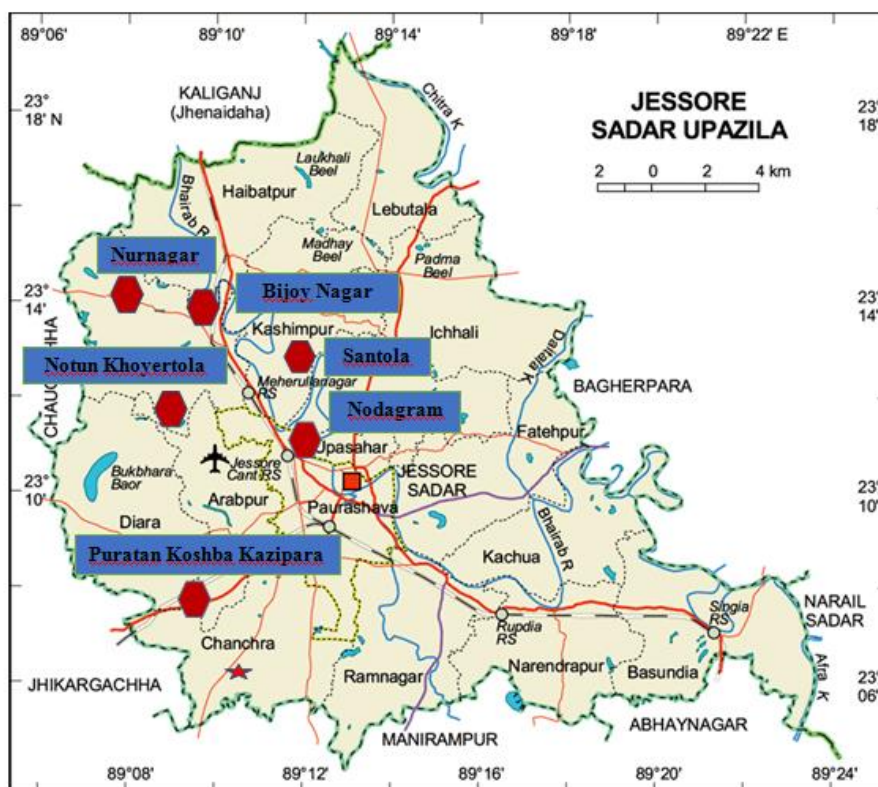 89°06'
89°10'
89°14'
89°18'
89°22' E
KALIGANJ
(Jhenaidaha)
23°
18' N
JESSORE
SADAR UPAZILA
2 0 2 4 km
23°
18'
Chitra K
Laukhali
Beel
Haibatpur
Bhairab R
Lebutala
Madhay
Beel
Padma
Beel
Nurnagar
Bijoy Nagar
23°
14'
23°
14'
Kashimpur
Ichhali
Santola
Notun Khoyertola
Meherullanagar
RS
Daitala K
BAGHERPARA
Nodagram
Upasahar
Fatehpur
Jessore
Cant RS
JESSORE
SADAR
Bukbhara
Baor
Arabpur
23°
10'
23°
10'
Diara
Paurashava
Bhairab R
Kachua
Puratan Koshba Kazipara
Singia
RS
NARAIL
SADAR
Rupdia
RS
Chanchra
Narendrapur
Basundia
Afra K
JHIKARGACHHA
Ramnagar
23°
06'
ABHAYNAGAR
MANIRAMPUR
89°08'
89°12'
89°16'
89°20'
89°24'